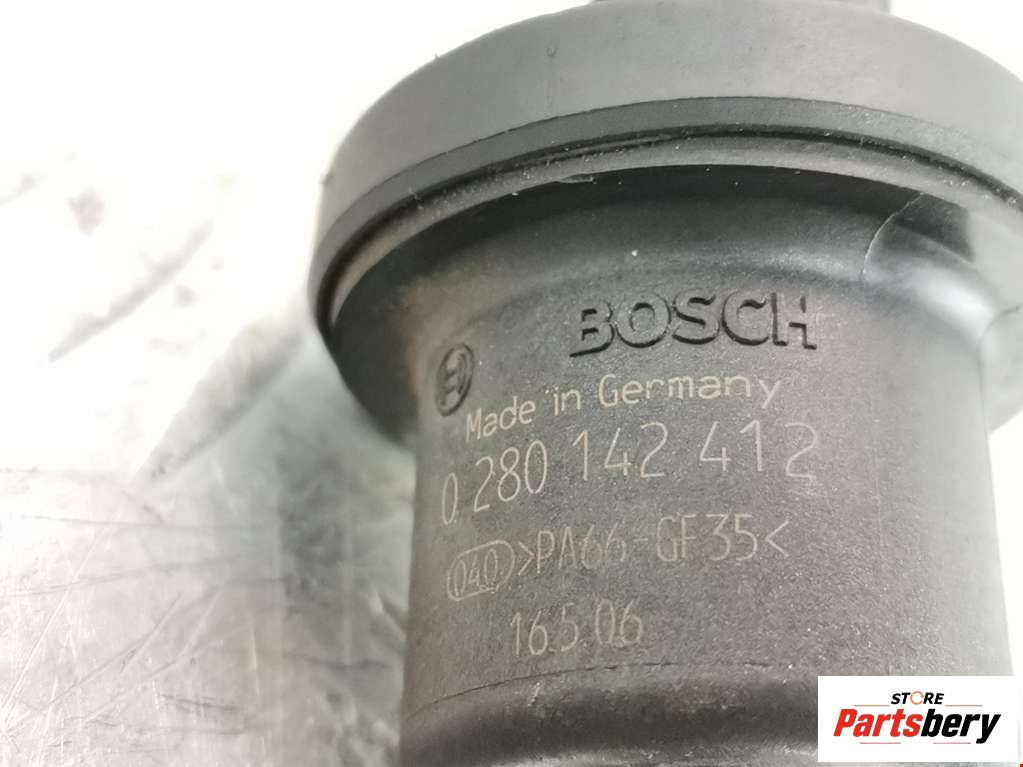 BOSCH
Made in Germany
0 280 142 412
040 >PA66-GF35<
16.5.06
STORE
Partsbery